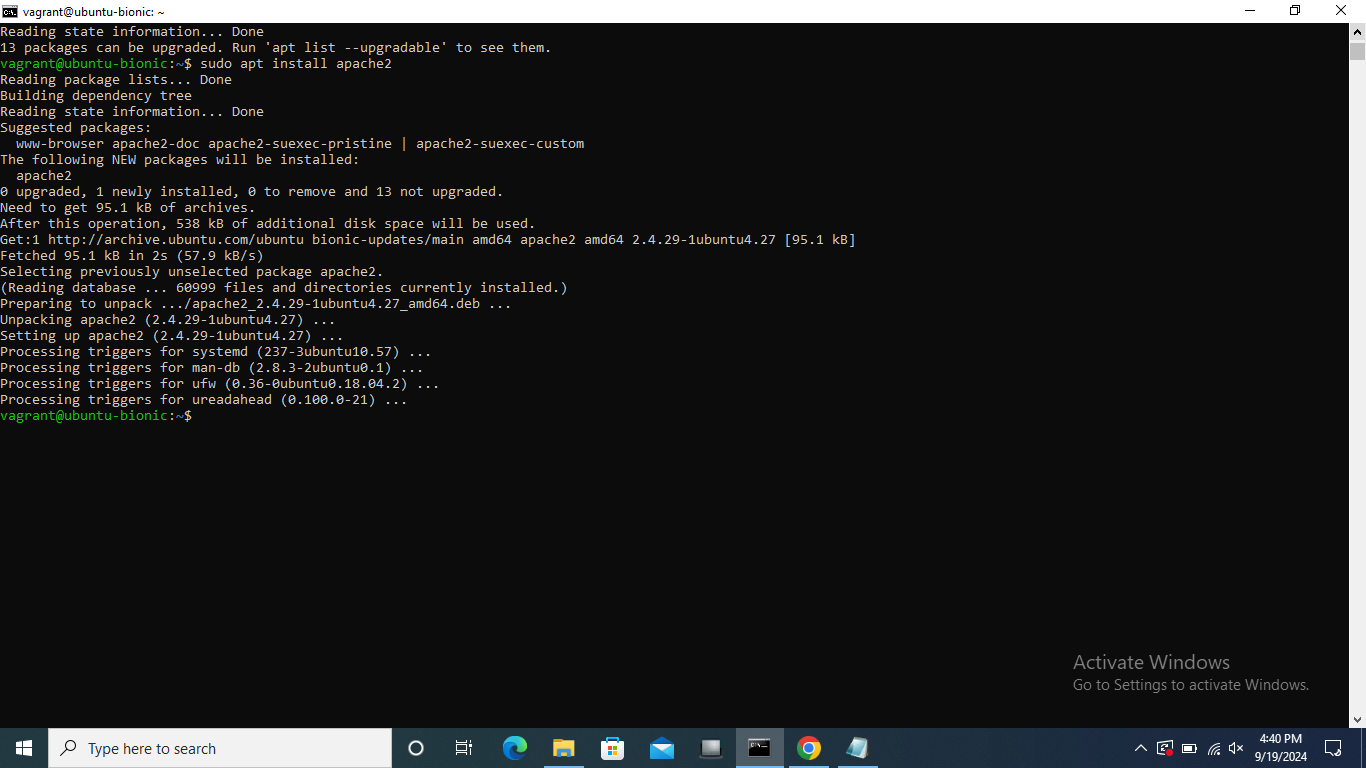 vagrant@ubuntu-bionic: ~
Reading state information... Done
13 packages can be upgraded. Run 'apt list --upgradable' to see them.
vagrant@ubuntu-bionic:~$ sudo apt install apache2
Reading package lists... Done
Building dependency tree
Reading state information... Done
Suggested packages:
  www-browser apache2-doc apache2-suexec-pristine | apache2-suexec-custom
The following NEW packages will be installed:
  apache2
0 upgraded, 1 newly installed, 0 to remove and 13 not upgraded.
Need to get 95.1 kB of archives.
After this operation, 538 kB of additional disk space will be used.
Get:1 http://archive.ubuntu.com/ubuntu bionic-updates/main amd64 apache2 amd64 2.4.29-1ubuntu4.27 [95.1 kB]
Fetched 95.1 kB in 2s (57.9 kB/s)
Selecting previously unselected package apache2.
(Reading database ... 60999 files and directories currently installed.)
Preparing to unpack .../apache2_2.4.29-1ubuntu4.27_amd64.deb ...
Unpacking apache2 (2.4.29-1ubuntu4.27) ...
Setting up apache2 (2.4.29-1ubuntu4.27) ...
Processing triggers for systemd (237-3ubuntu10.57) ...
Processing triggers for man-db (2.8.3-2ubuntu0.1) ...
Processing triggers for ufw (0.36-0ubuntu0.18.04.2) ...
Processing triggers for ureadahead (0.100.0-21) ...
vagrant@ubuntu-bionic:~$
Activate Windows
Go to Settings to activate Windows.
Type here to search
4:40 PM
9/19/2024